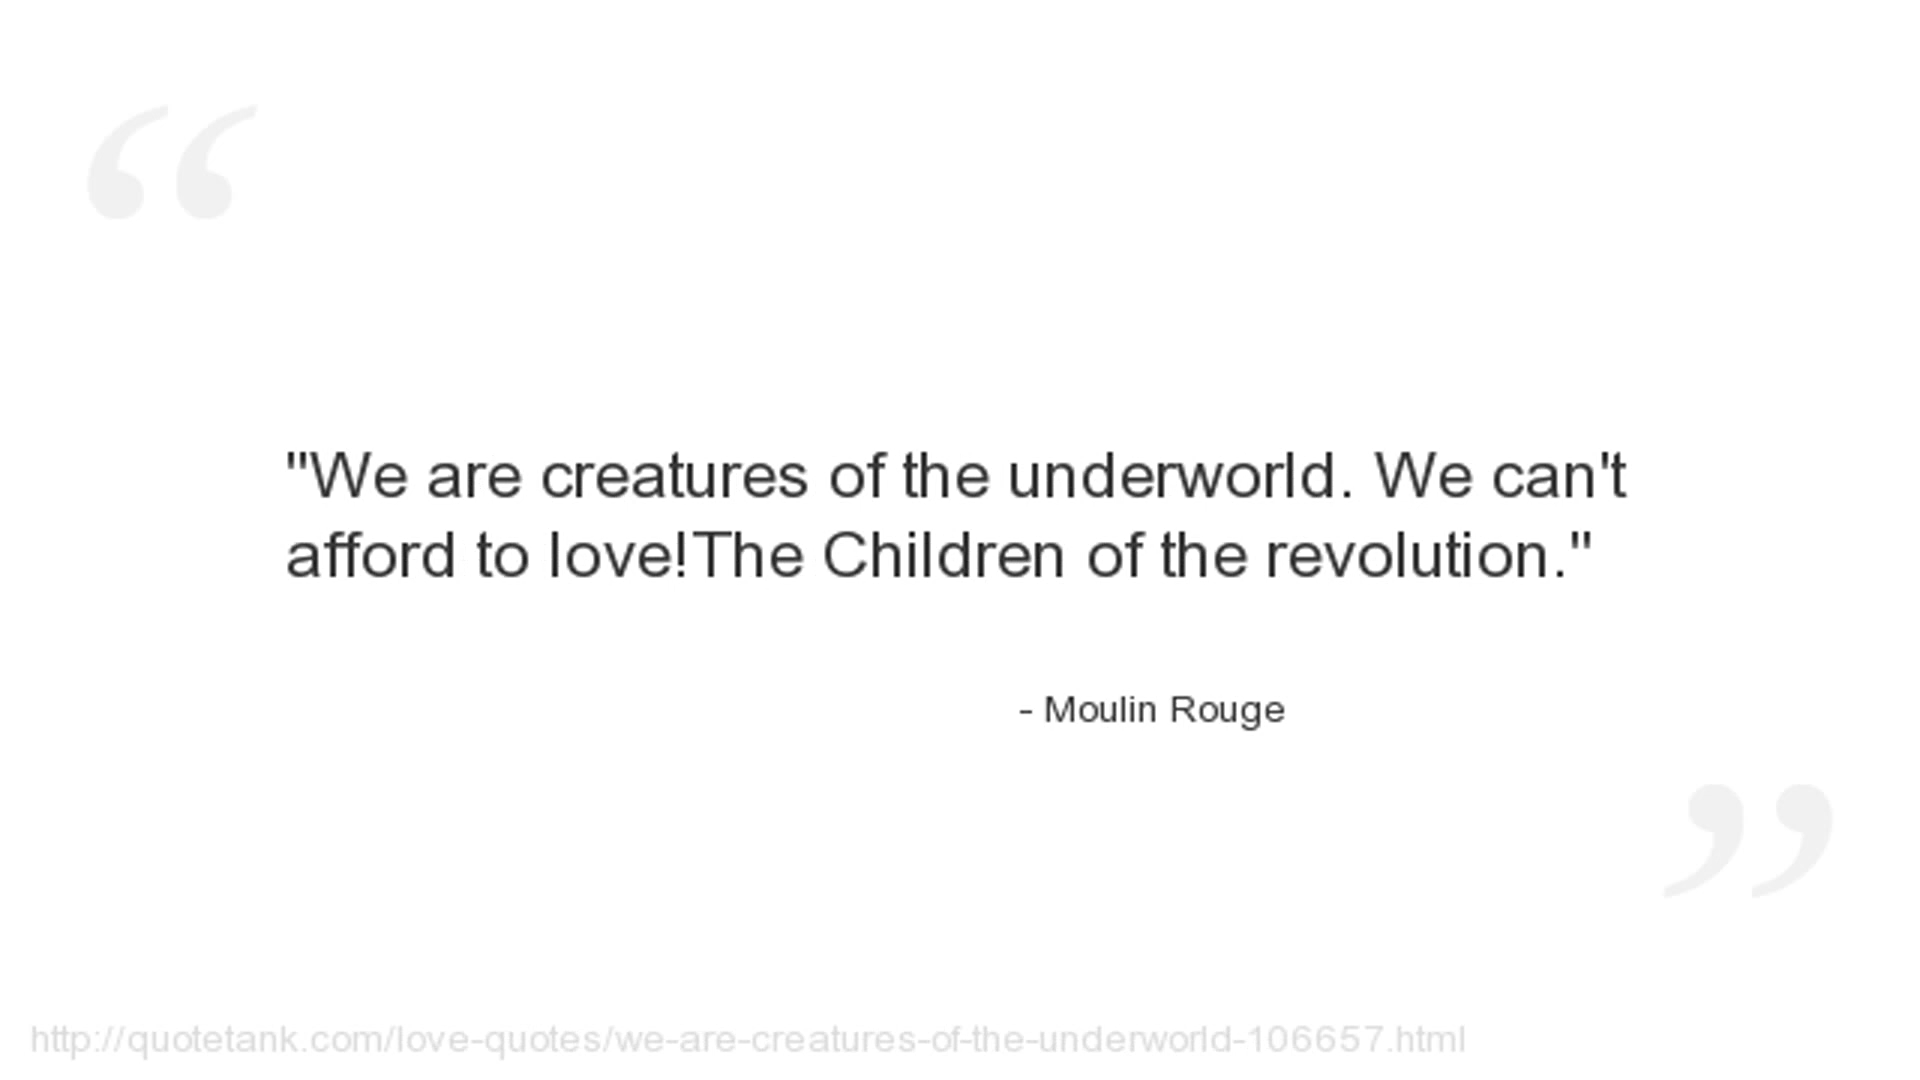 "We are creatures of the underworld. We can't
afford to love!The Children of the revolution."
- Moulin Rouge
http://quotetank.com/love-quotes/we-are-creatures-of-the-underworld-106657.html